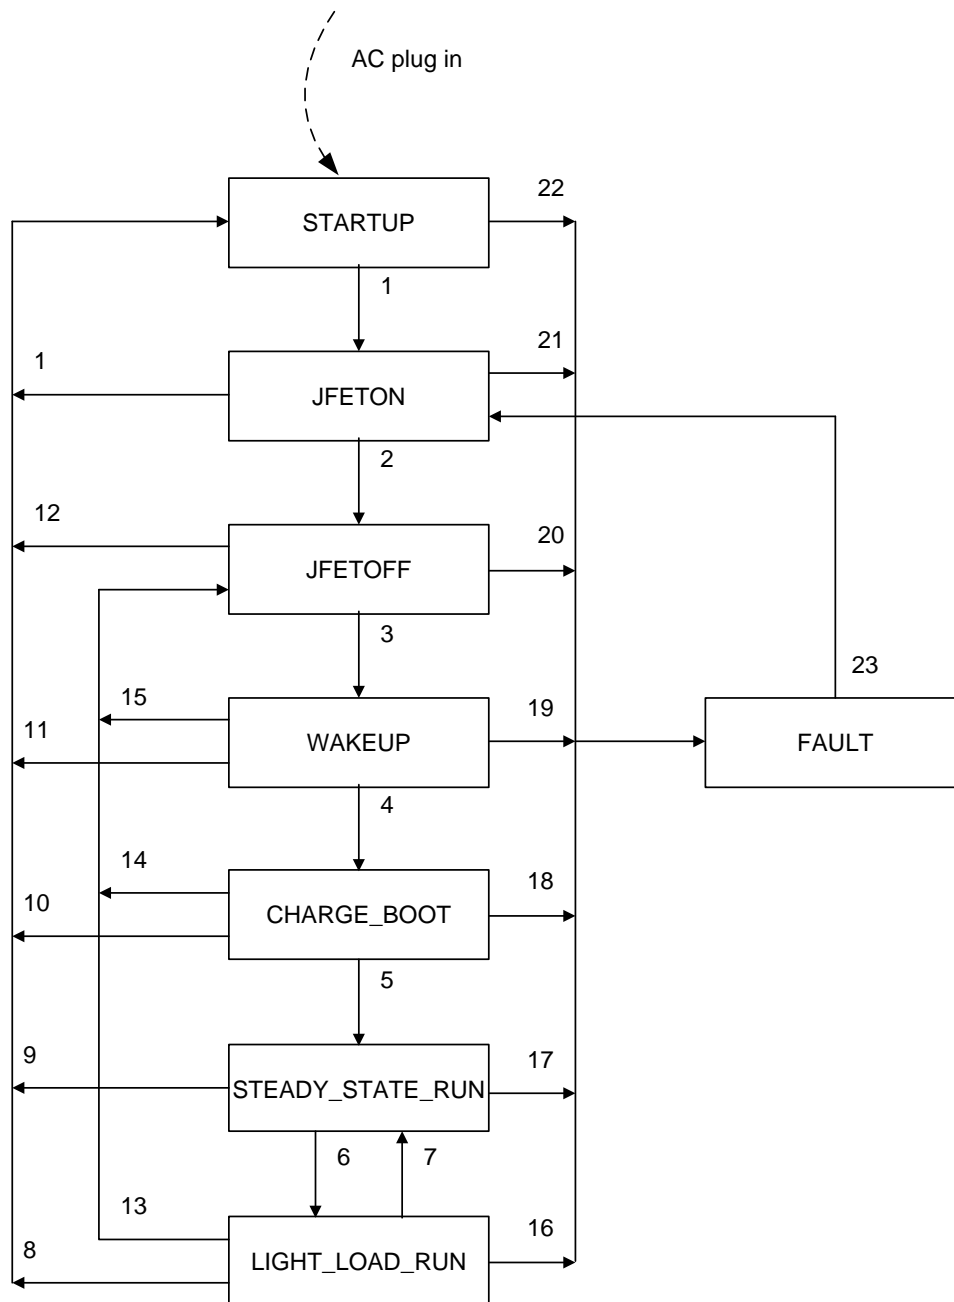 AC plug in
22
STARTUP
1
21
1
JFETON
2
12
20
JFETOFF
3
23
15
19
11
WAKEUP
FAULT
4
14
18
10
CHARGE_BOOT
5
9
17
STEADY_STATE_RUN
6
7
13
16
8
LIGHT_LOAD_RUN